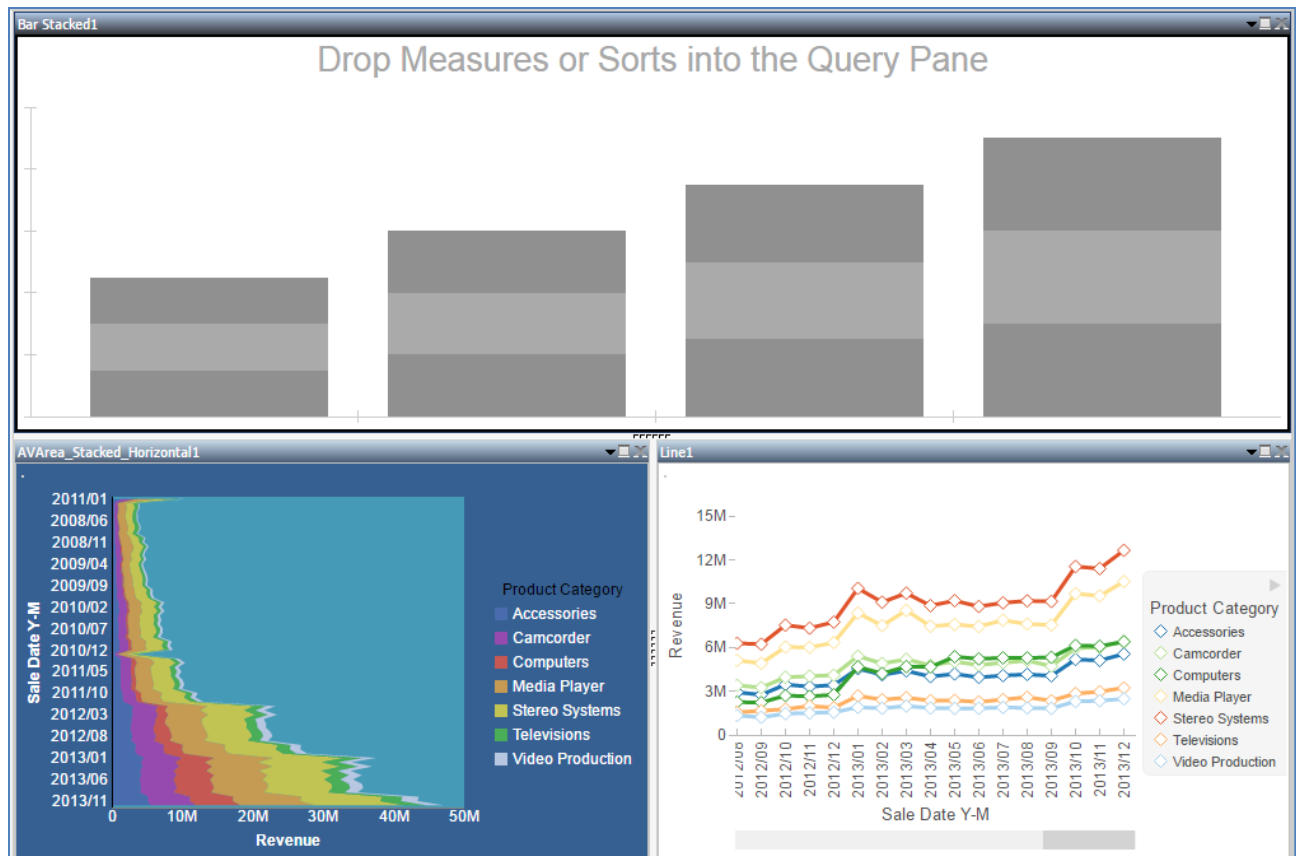 Bar Stacked1
Drop Measures or Sorts into the Query Pane
AVArea_Stacked_Horizontal1
2011/01
2008/06
2008/11
2009/04
2009/09
2010/02
2010/07
2010/12
2011/05
2011/10
2012/03
2012/08
2013/01
2013/06
2013/11
Sale Date Y-M
0 10M 20M 30M 40M 50M
Revenue
Product Category
Accessories
Camcorder
Computers
Media Player
Stereo Systems
Televisions
Video Production
Line1
15M
12M
9M
6M
3M
0
Revenue
2012/08 2012/09 2012/10 2012/11 2012/12 2013/01 2013/02 2013/03 2013/04 2013/05 2013/06 2013/07 2013/08 2013/09 2013/10 2013/11 2013/12
Sale Date Y-M
Product Category
Accessories
Camcorder
Computers
Media Player
Stereo Systems
Televisions
Video Production